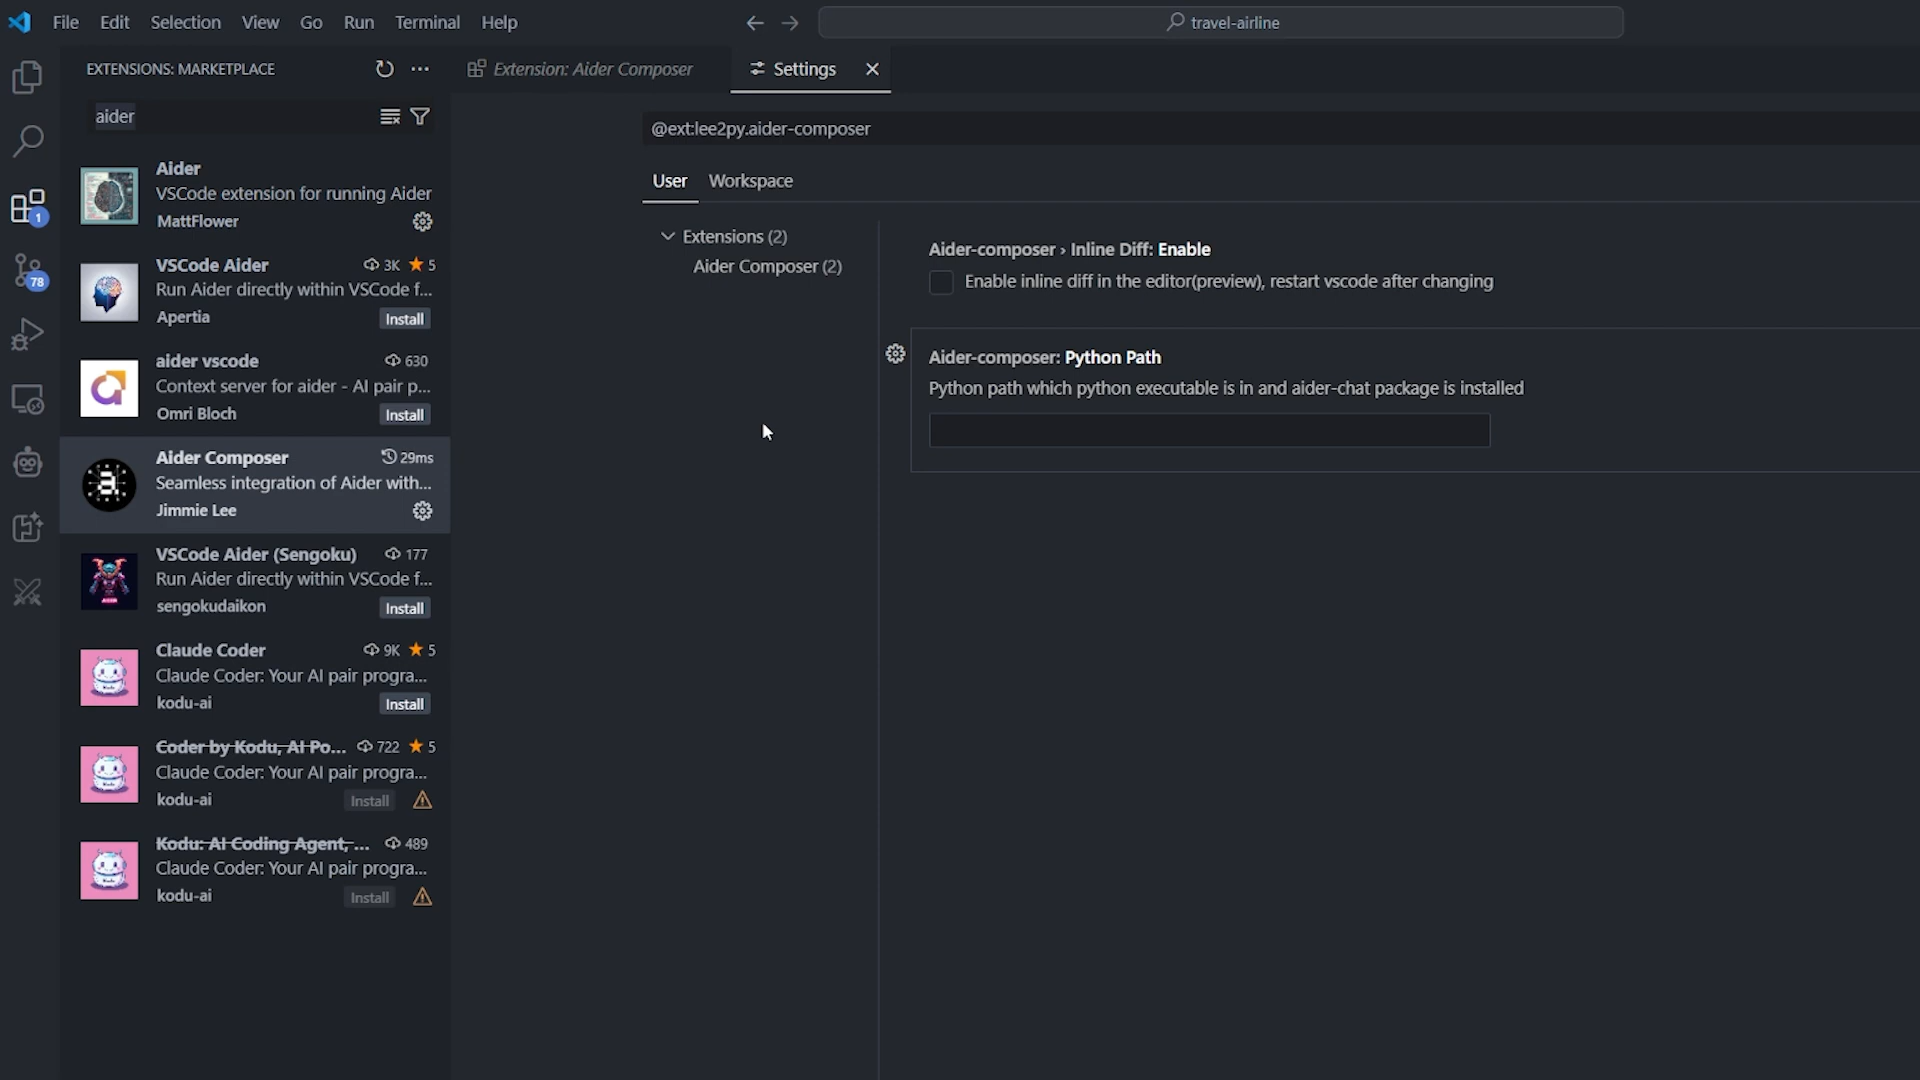 File Edit Selection View Go Run Terminal Help
travel-airline
EXTENSIONS: MARKETPLACE
Extension: Aider Composer
Settings
aider
@ext:lee2py.aider-composer
User Workspace
Extensions (2)
Aider Composer (2)
Aider-composer › Inline Diff: Enable
Enable inline diff in the editor(preview), restart vscode after changing
Aider-composer: Python Path
Python path which python executable is in and aider-chat package is installed
Aider
VSCode extension for running Aider
MattFlower
VSCode Aider 3K 5
Run Aider directly within VSCode f...
Apertia Install
aider vscode 630
Context server for aider - AI pair p...
Omri Bloch Install
Aider Composer 29ms
Seamless integration of Aider with...
Jimmie Lee
VSCode Aider (Sengoku) 177
Run Aider directly within VSCode f...
sengokudaikon Install
Claude Coder 9K 5
Claude Coder: Your AI pair progra...
kodu-ai Install
Coder by Kodu, AI Po... 722 5
Claude Coder: Your AI pair progra...
kodu-ai Install
Kodu: AI Coding Agent, ... 489
Claude Coder: Your AI pair progra...
kodu-ai Install
1
78